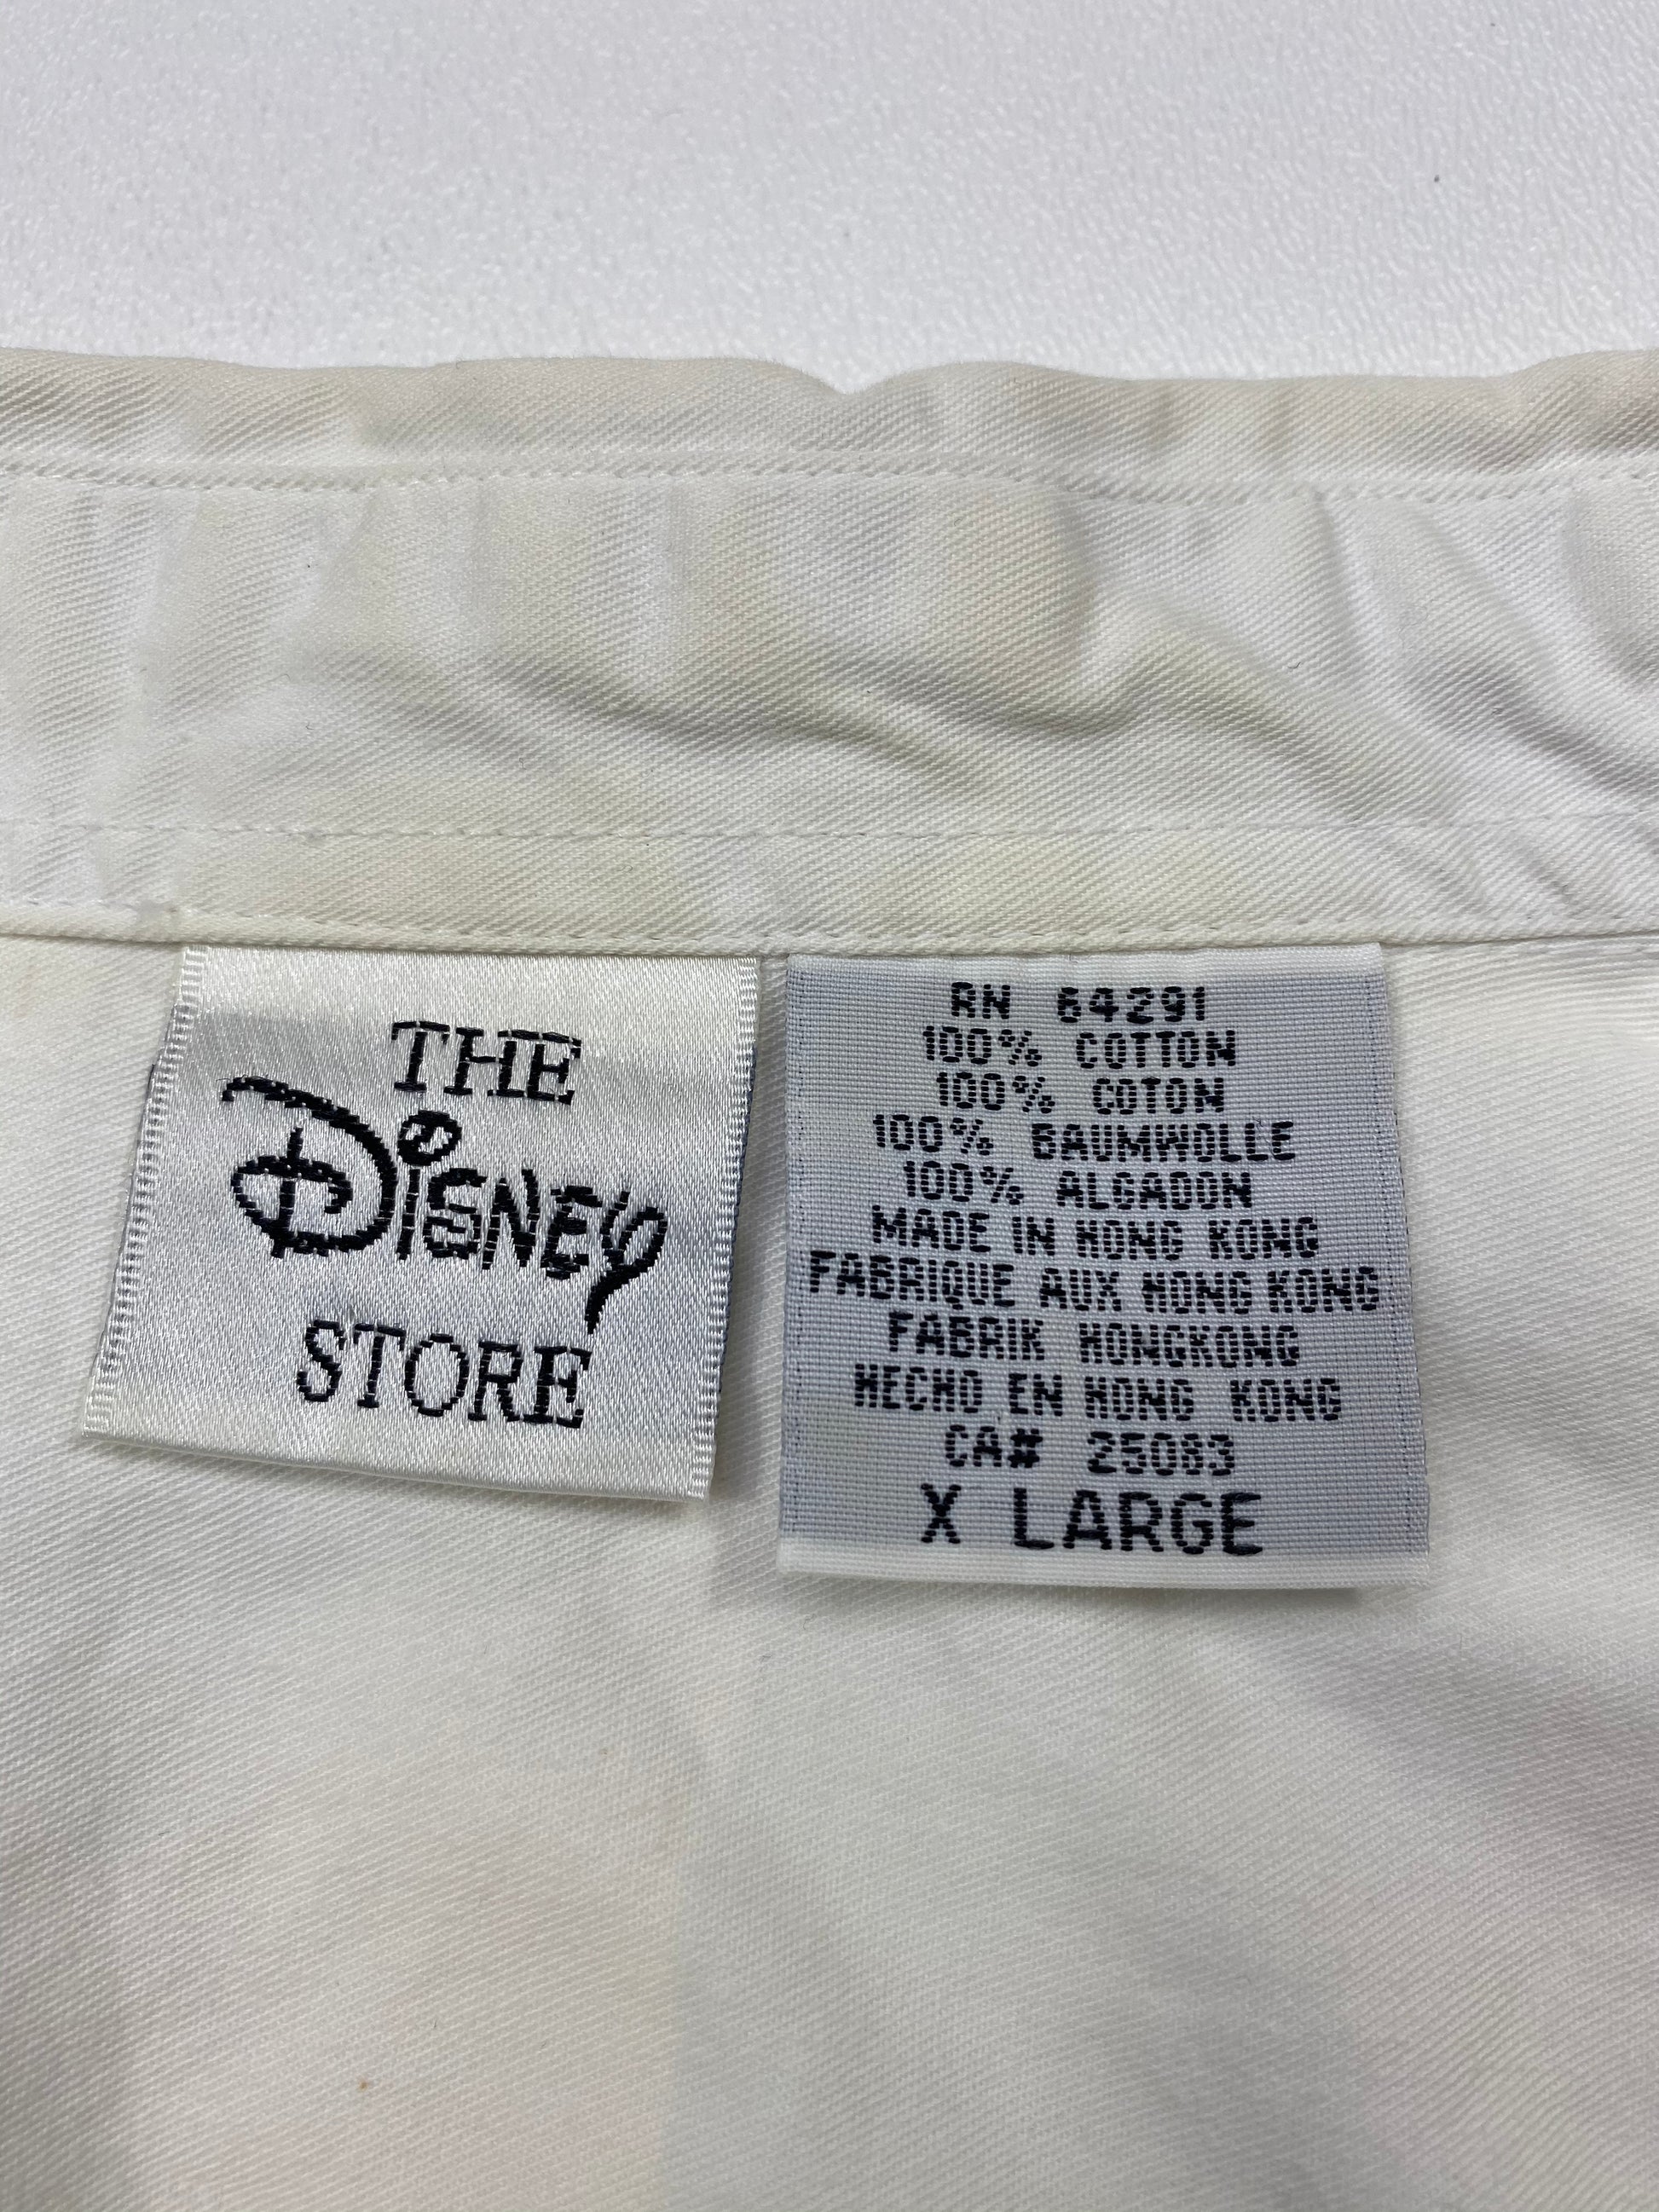 THE
DiSNEY
STORE
RN 64291
100% COTTON
100% COTON
100% BAUMWOLLE
100% ALGADON
MADE IN HONG KONG
FABRIQUE AUX HONG KONG
FABRIK HONGKONG
HECHO EN HONG KONG
CA# 25083
X LARGE